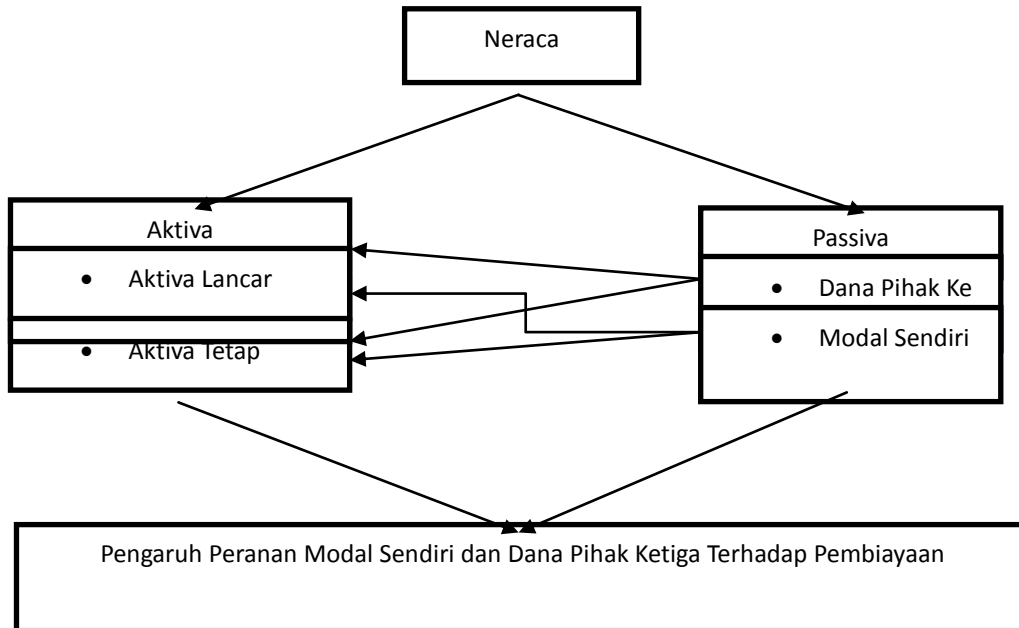 Neraca
Aktiva
• Aktiva Lancar
• Aktiva Tetap
Passiva
• Dana Pihak Ke
• Modal Sendiri
Pengaruh Peranan Modal Sendiri dan Dana Pihak Ketiga Terhadap Pembiayaan